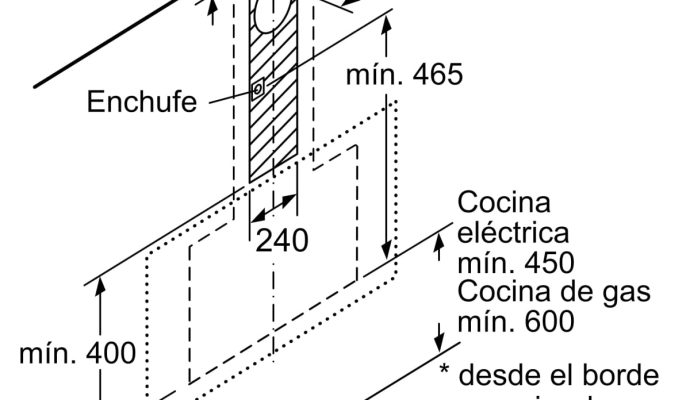 mín. 465
Enchufe
Cocina
eléctrica
mín. 450
Cocina de gas
mín. 600
240
mín. 400
* desde el borde